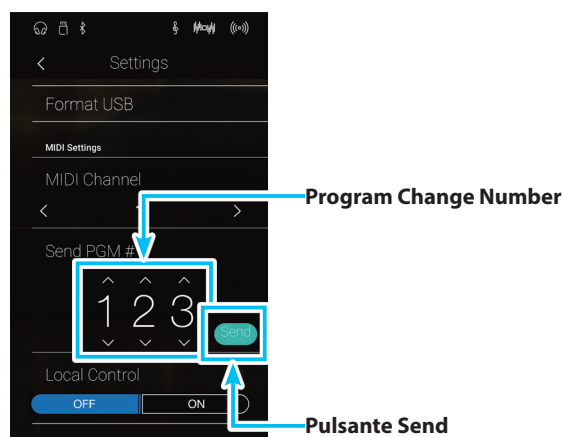 Settings
Format USB
MIDI Settings
MIDI Channel
Program Change Number
Send PGM #
1 2 3
Send
Local Control
OFF ON
Pulsante Send